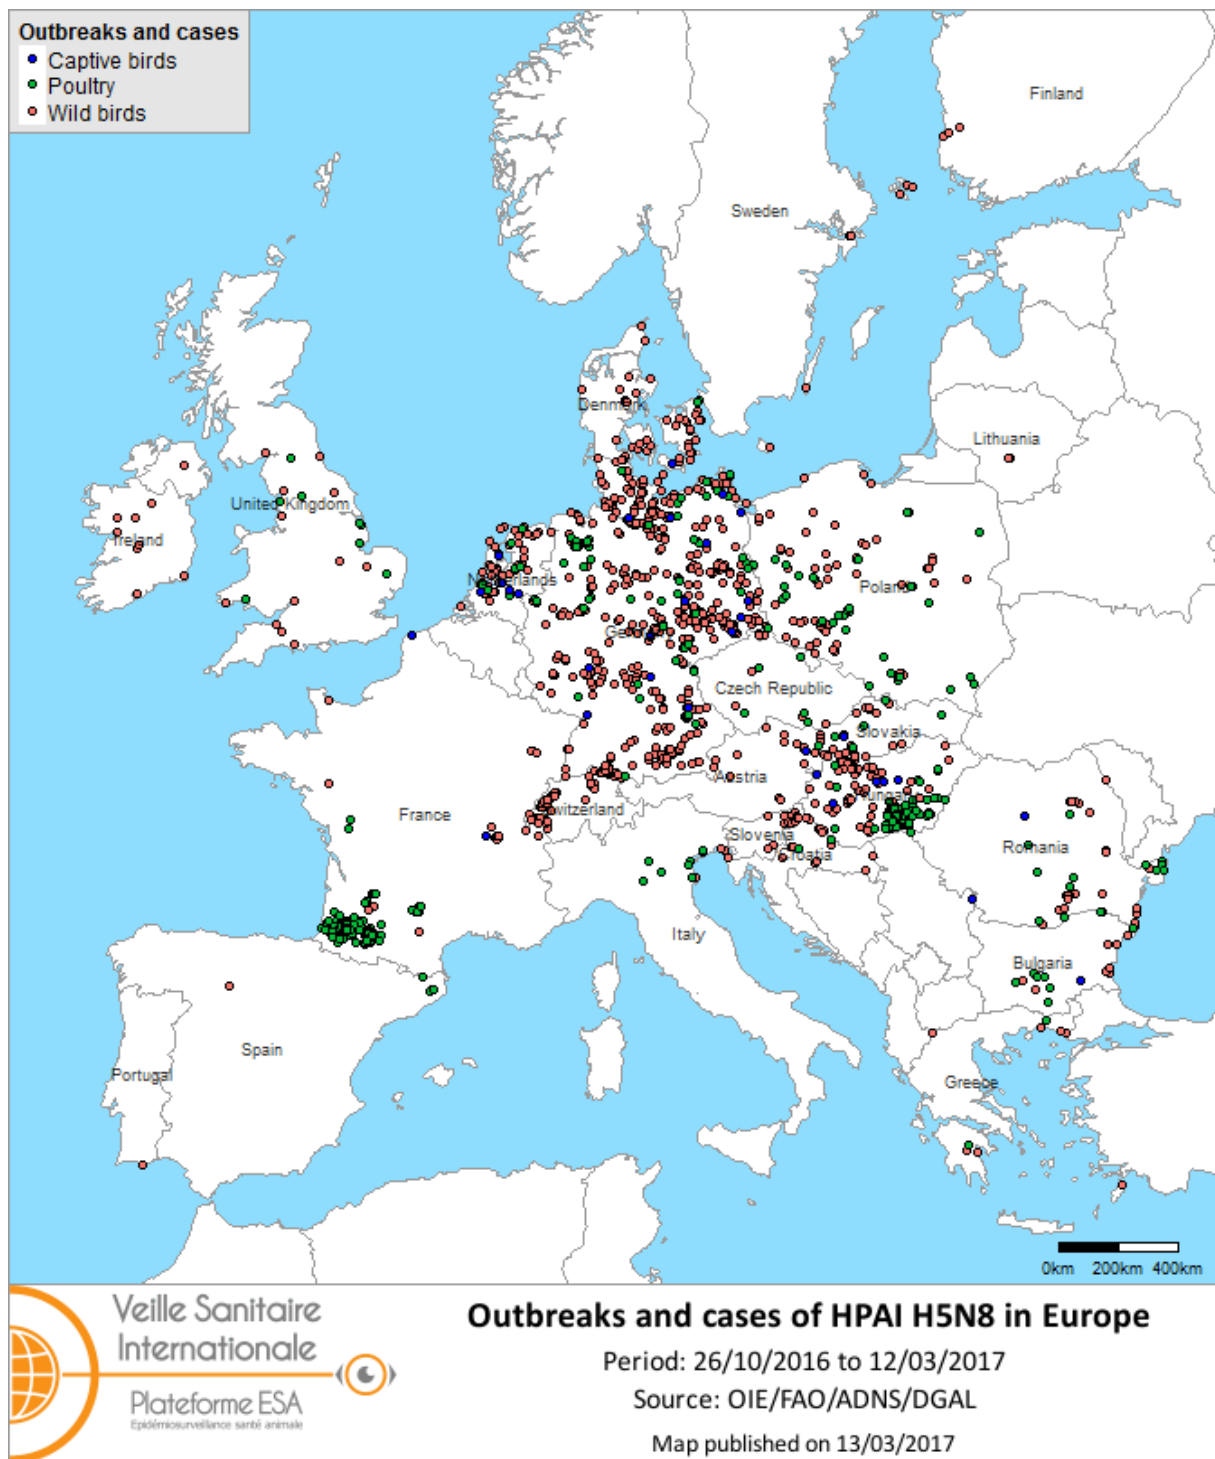 Outbreaks and cases
Captive birds
Poultry
Wild birds
Finland
Sweden
Denmark
Lithuania
United Kingdom
Ireland
Netherlands
Poland
Germany
Czech Republic
Slovakia
Austria
Hungary
France
Switzerland
Slovenia
Croatia
Romania
Italy
Bulgaria
Spain
Portugal
Greece
0km 200km 400km
Veille Sanitaire
Internationale
Plateforme ESA
Epidémiosurveillance santé animale
Outbreaks and cases of HPAI H5N8 in Europe
Period: 26/10/2016 to 12/03/2017
Source: OIE/FAO/ADNS/DGAL
Map published on 13/03/2017